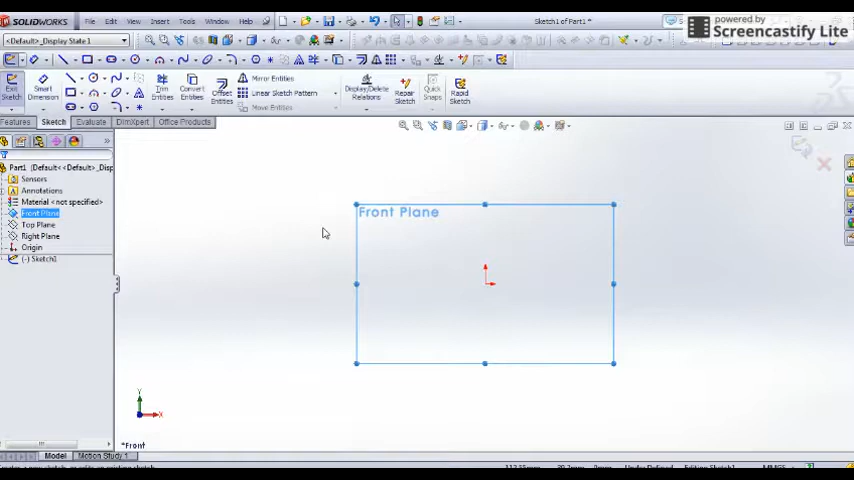 SOLIDWORKS File Edit View Insert Tools Window Sketch1 of Part1 *
powered by
Screencastify Lite
<Default>_Display State 1
Exit Sketch
Smart Dimension
Trim Entities
Convert Entities
Offset Entities
Mirror Entities
Linear Sketch Pattern
Move Entities
Display/Delete Relations
Repair Sketch
Quick Snaps
Rapid Sketch
Features Sketch Evaluate DimXpert Office Products
Part1 (Default<<Default>_Disp
Sensors
Annotations
Material <not specified>
Front Plane
Top Plane
Right Plane
Origin
(-) Sketch1
Front Plane
Y
X
*Front
Model Motion Study 1